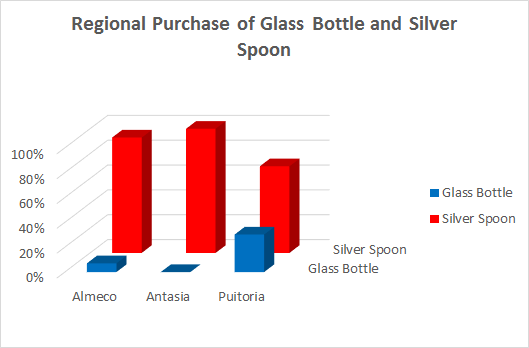 Regional Purchase of Glass Bottle and Silver
Spoon
100%
80%
60%
40%
20%
0%
Silver Spoon
Glass Bottle
Almeco
Antasia
Puitoria
Glass Bottle
Silver Spoon